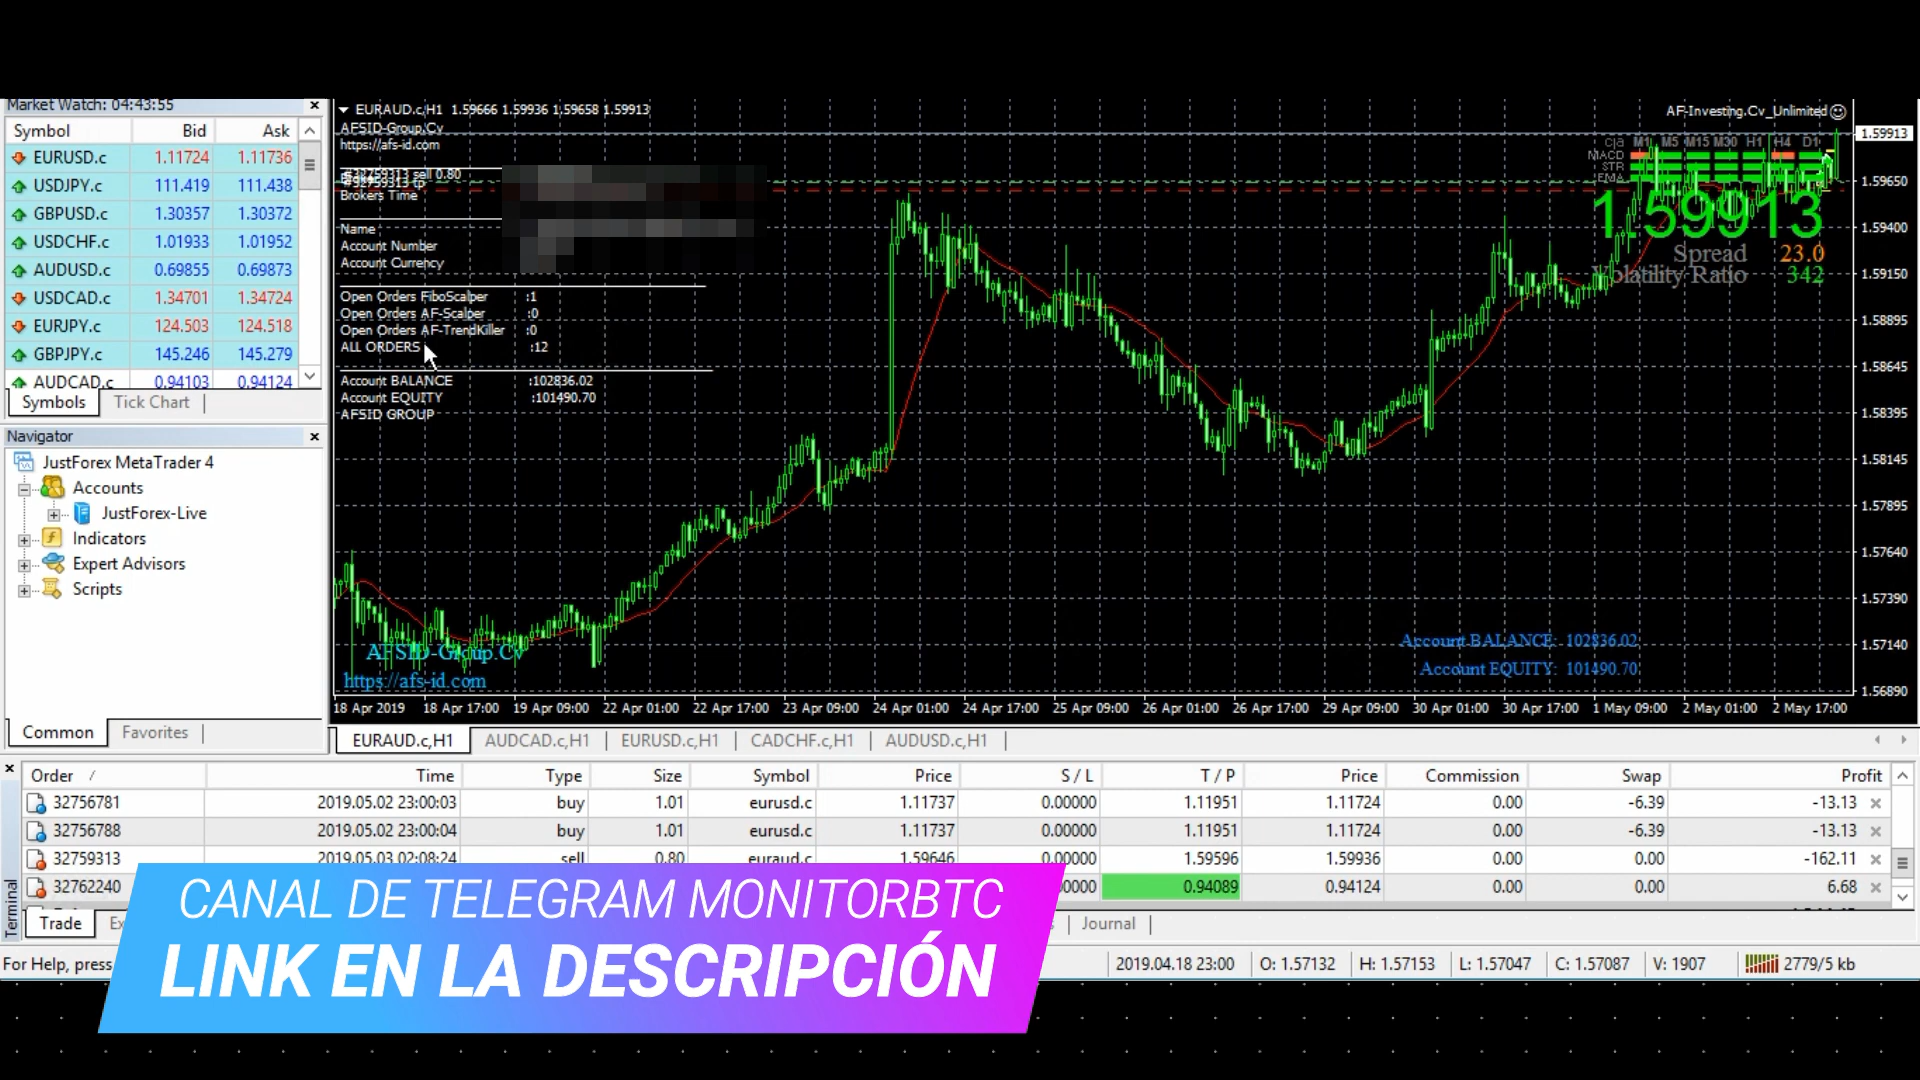 Market Watch: 04:43:55
Symbol Bid Ask
EURUSD.c 1.11724 1.11736
USDJPY.c 111.419 111.438
GBPUSD.c 1.30357 1.30372
USDCHF.c 1.01933 1.01952
AUDUSD.c 0.69855 0.69873
USDCAD.c 1.34701 1.34724
EURJPY.c 124.503 124.518
GBPJPY.c 145.246 145.279
AUDCAD.c 0.94103 0.94124
Symbols Tick Chart
Navigator
JustForex MetaTrader 4
Accounts
JustForex-Live
Indicators
Expert Advisors
Scripts
Common Favorites
EURAUD.c,H1 1.59666 1.59936 1.59658 1.59913
AFSID-Group.Cv
https://afs-id.com
#32759313 sell 0.80
#32759313 tp
Brokers Time
Name
Account Number
Account Currency
Open Orders FiboScalper :1
Open Orders AF-Scalper :0
Open Orders AF-TrendKiller :0
ALL ORDERS :12
Account BALANCE :102836.02
Account EQUITY :101490.70
AFSID GROUP
AF-Investing.Cv_Unlimited
M1 M5 M15 M30 H1 H4 D1
MACD
STR
EMA
1.59913
Spread 23.0
Volatility Ratio 342
1.59913
1.59650
1.59400
1.59150
1.58895
1.58645
1.58395
1.58145
1.57895
1.57640
1.57390
1.57140
1.56890
AFSID-Group.Cv
https://afs-id.com
Account BALANCE: 102836.02
Account EQUITY: 101490.70
18 Apr 2019 18 Apr 17:00 19 Apr 09:00 22 Apr 01:00 22 Apr 17:00 23 Apr 09:00 24 Apr 01:00 24 Apr 17:00 25 Apr 09:00 26 Apr 01:00 26 Apr 17:00 29 Apr 09:00 30 Apr 01:00 30 Apr 17:00 1 May 09:00 2 May 01:00 2 May 17:00
EURAUD.c,H1 AUDCAD.c,H1 EURUSD.c,H1 CADCHF.c,H1 AUDUSD.c,H1
Order / Time Type Size Symbol Price S / L T / P Price Commission Swap Profit
32756781 2019.05.02 23:00:03 buy 1.01 eurusd.c 1.11737 0.00000 1.11951 1.11724 0.00 -6.39 -13.13
32756788 2019.05.02 23:00:04 buy 1.01 eurusd.c 1.11737 0.00000 1.11951 1.11724 0.00 -6.39 -13.13
32759313 2019.05.03 02:08:24 sell 0.80 euraud.c 1.59646 0.00000 1.59596 1.59936 0.00 0.00 -162.11
32762240 0.94089 0.94124 0.00 0.00 6.68
Terminal
Trade Journal
For Help, press
2019.04.18 23:00 O: 1.57132 H: 1.57153 L: 1.57047 C: 1.57087 V: 1907 2779/5 kb
CANAL DE TELEGRAM MONITORBTC
LINK EN LA DESCRIPCIÓN